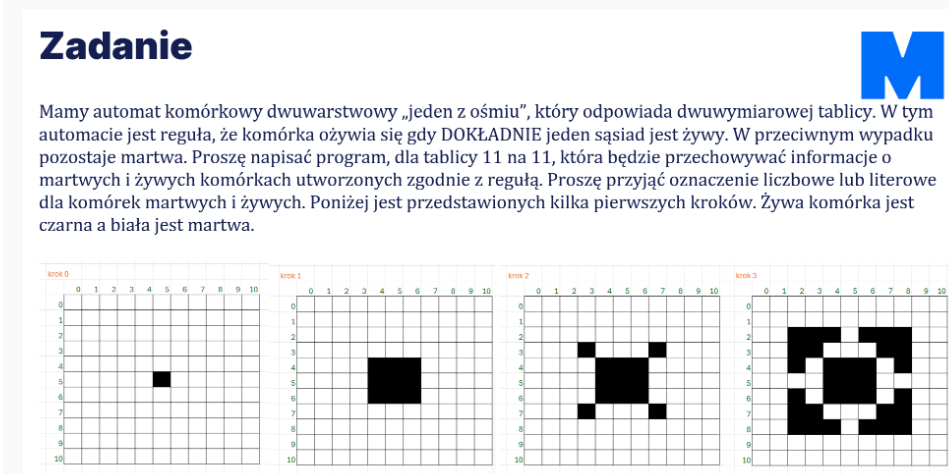 Zadanie
M
Mamy automat komórkowy dwuwarstwowy „jeden z ośmiu”, który odpowiada dwuwymiarowej tablicy. W tym
automacie jest reguła, że komórka ożywia się gdy DOKŁADNIE jeden sąsiad jest żywy. W przeciwnym wypadku
pozostaje martwa. Proszę napisać program, dla tablicy 11 na 11, która będzie przechowywać informacje o
martwych i żywych komórkach utworzonych zgodnie z regułą. Proszę przyjąć oznaczenie liczbowe lub literowe
dla komórek martwych i żywych. Poniżej jest przedstawionych kilka pierwszych kroków. Żywa komórka jest
czarna a biała jest martwa.
krok 0
0 1 2 3 4 5 6 7 8 9 10
0
1
2
3
4
5
6
7
8
9
10
krok 1
0 1 2 3 4 5 6 7 8 9 10
0
1
2
3
4
5
6
7
8
9
10
krok 2
0 1 2 3 4 5 6 7 8 9 10
0
1
2
3
4
5
6
7
8
9
10
krok 3
0 1 2 3 4 5 6 7 8 9 10
0
1
2
3
4
5
6
7
8
9
10